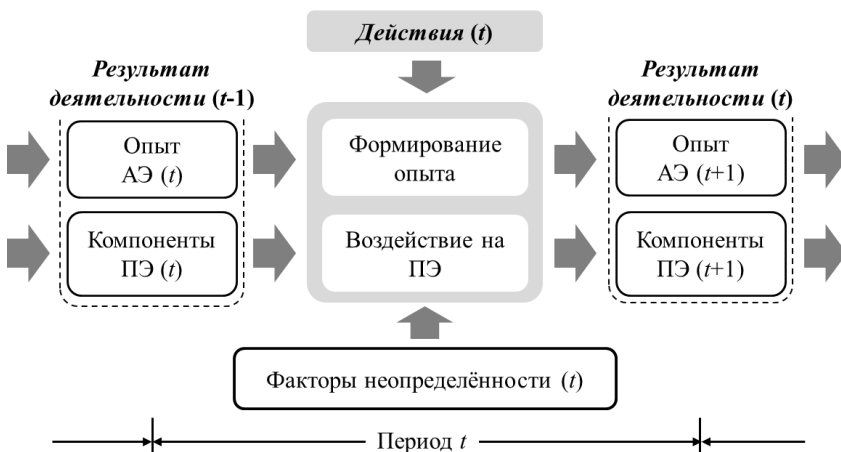 Действия (t)
Результат
деятельности (t-1)
Результат
деятельности (t)
Опыт
АЭ (t)
Формирование
опыта
Опыт
АЭ (t+1)
Компоненты
ПЭ (t)
Воздействие на
ПЭ
Компоненты
ПЭ (t+1)
Факторы неопределённости (t)
Период t